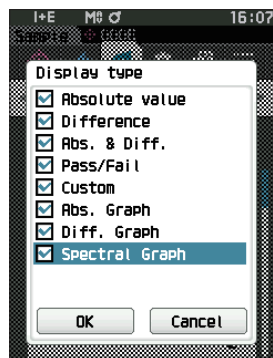 I+E M0 16:07
Sample
Display type
Absolute value
Difference
Abs. & Diff.
Pass/Fail
Custom
Abs. Graph
Diff. Graph
Spectral Graph
OK Cancel